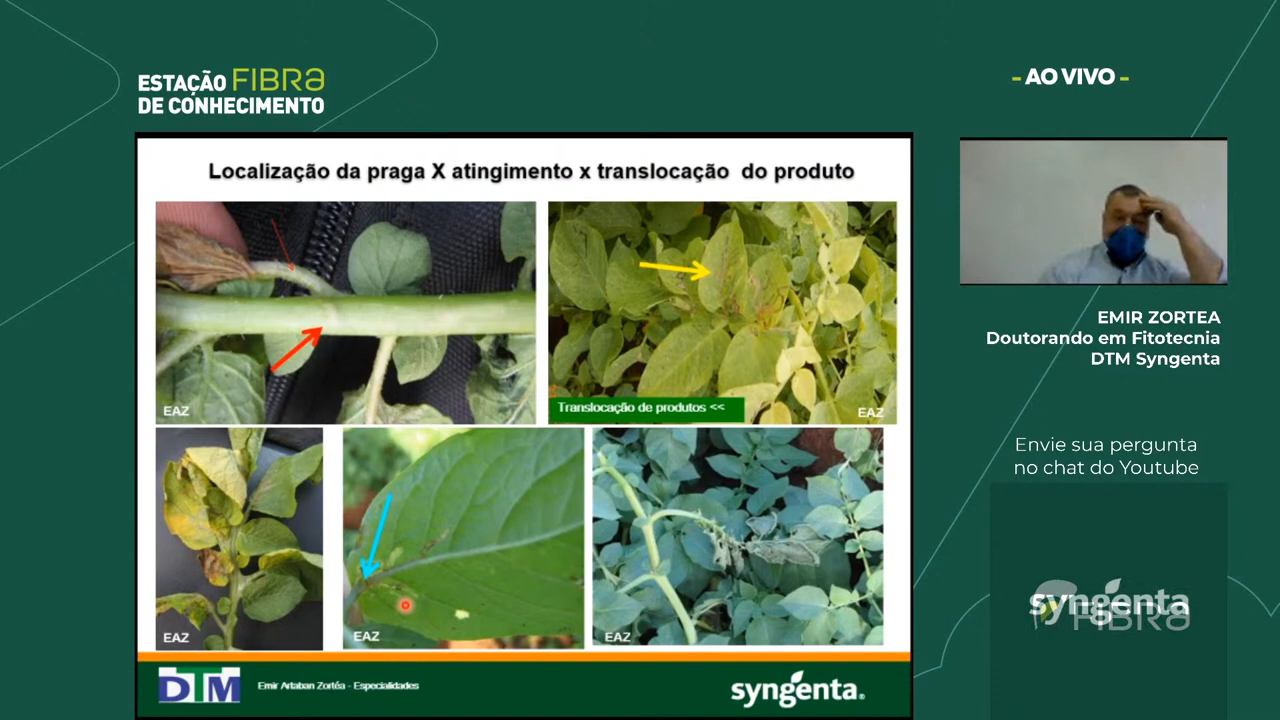 ESTAÇÃO FIBRA
DE CONHECIMENTO
- AO VIVO -
Localização da praga X atingimento x translocação do produto
EAZ
Translocação de produtos <<
EAZ
EAZ
EAZ
EAZ
DTM
Emir Artaban Zortéa - Especialidades
syngenta.
EMIR ZORTEA
Doutorando em Fitotecnia
DTM Syngenta
Envie sua pergunta
no chat do Youtube
syngenta
FIBRA